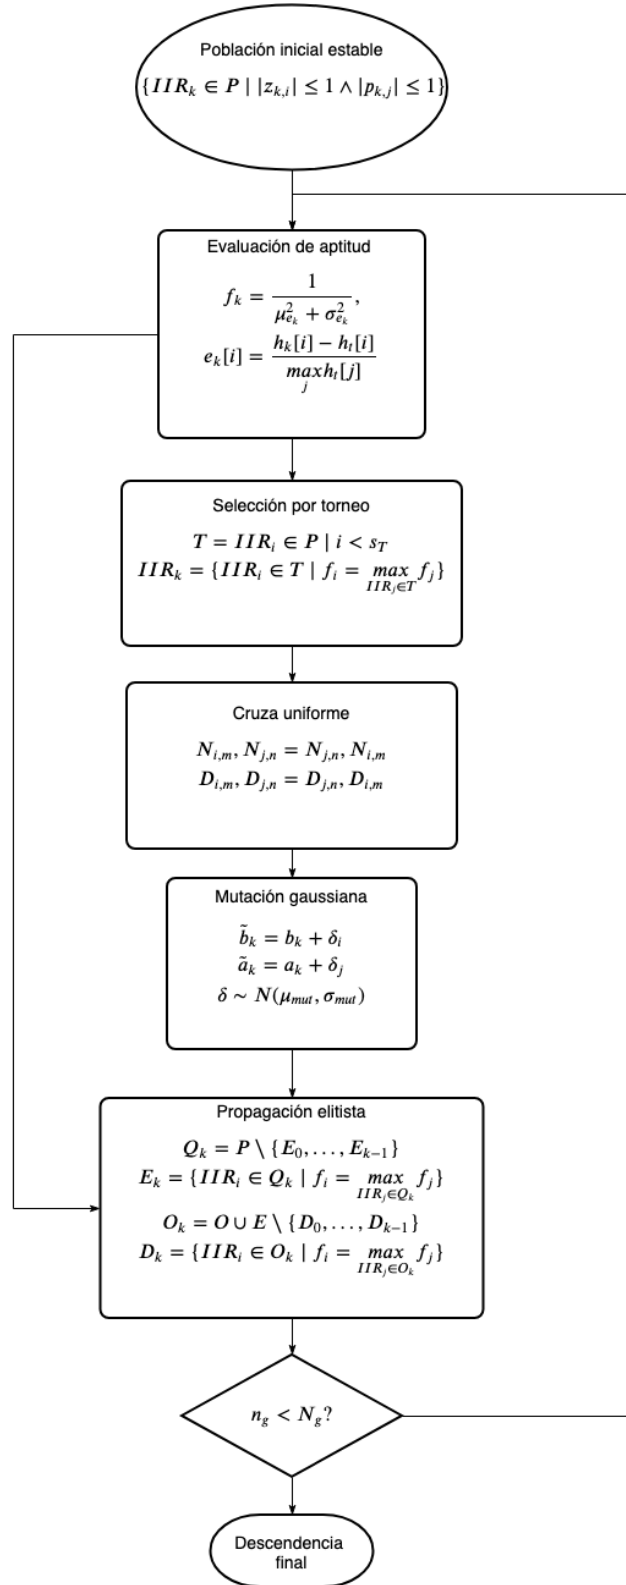 Población inicial estable
{IIR_k ∈ P | |z_{k,i}| ≤ 1 ∧ |p_{k,j}| ≤ 1}
Evaluación de aptitud
f_k = 1 / (μ²_{e_k} + σ²_{e_k}),
e_k[i] = (h_k[i] − h_t[i]) / (max_j h_t[j])
Selección por torneo
T = IIR_i ∈ P | i < s_T
IIR_k = {IIR_i ∈ T | f_i = max_{IIR_j∈T} f_j}
Cruza uniforme
N_{i,m}, N_{j,n} = N_{j,n}, N_{i,m}
D_{i,m}, D_{j,n} = D_{j,n}, D_{i,m}
Mutación gaussiana
b̃_k = b_k + δ_i
ã_k = a_k + δ_j
δ ∼ N(μ_{mut}, σ_{mut})
Propagación elitista
Q_k = P \ {E_0, . . . , E_{k−1}}
E_k = {IIR_i ∈ Q_k | f_i = max_{IIR_j∈Q_k} f_j}
O_k = O ∪ E \ {D_0, . . . , D_{k−1}}
D_k = {IIR_i ∈ O_k | f_i = max_{IIR_j∈O_k} f_j}
n_g < N_g?
Descendencia
final